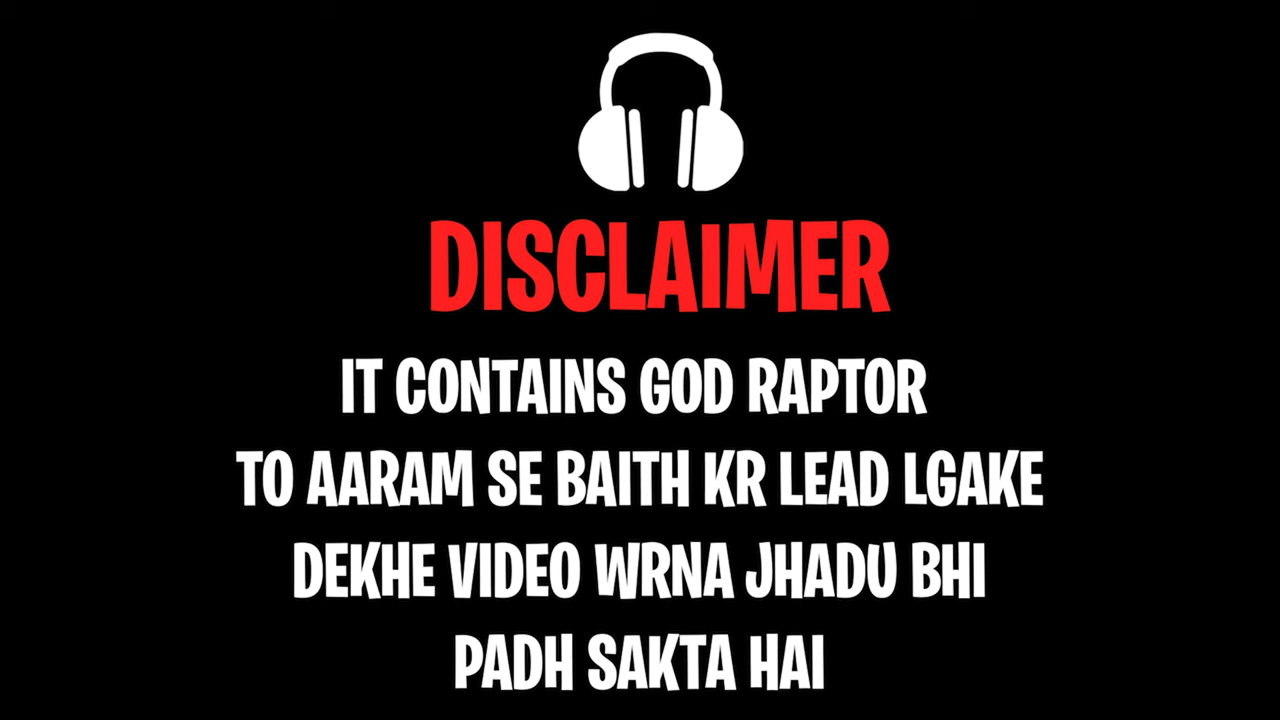 DISCLAIMER
IT CONTAINS GOD RAPTOR
TO AARAM SE BAITH KR LEAD LGAKE
DEKHE VIDEO WRNA JHADU BHI
PADH SAKTA HAI